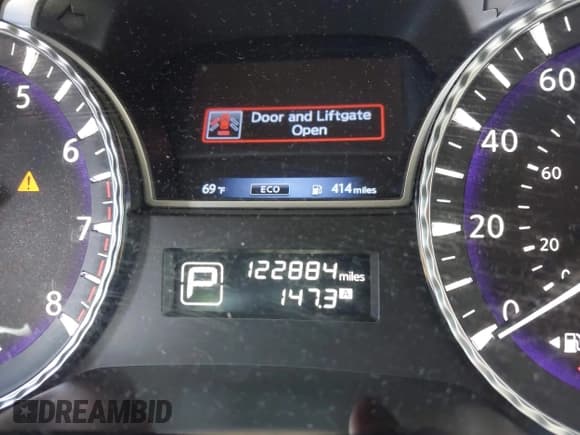 Door and Liftgate
Open
69 °F
ECO
414 miles
P
122884 miles
147.3 A
5
6
7
8
60
40
20
0
60
20
0
DREAMBID